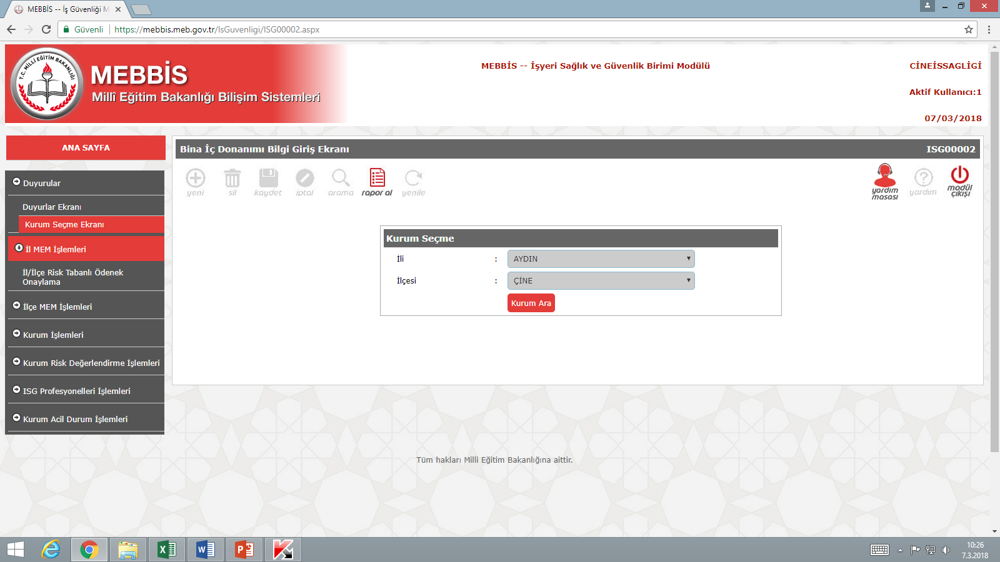 MEBBİS -- İş Güvenliği M
Güvenli
https://mebbis.meb.gov.tr/IsGuvenligi/ISG00002.aspx
T.C. MİLLİ EĞİTİM BAKANLIĞI
MEBBİS
Millî Eğitim Bakanlığı Bilişim Sistemleri
MEBBİS -- İşyeri Sağlık ve Güvenlik Birimi Modülü
CİNEİSSAGLİGİ
Aktif Kullanıcı:1
07/03/2018
ANA SAYFA
Duyurular
Duyurlar Ekranı
Kurum Seçme Ekranı
İl MEM İşlemleri
İl/İlçe Risk Tabanlı Ödenek
Onaylama
İlçe MEM İşlemleri
Kurum İşlemleri
Kurum Risk Değerlendirme İşlemleri
ISG Profesyonelleri İşlemleri
Kurum Acil Durum İşlemleri
Bina İç Donanımı Bilgi Giriş Ekranı
ISG00002
yeni
sil
kaydet
iptal
arama
rapor al
yenile
yardım
masası
yardım
modül
çıkışı
Kurum Seçme
İli : AYDIN
İlçesi : ÇİNE
Kurum Ara
Tüm hakları Milli Eğitim Bakanlığına aittir.
10:26
7.3.2018